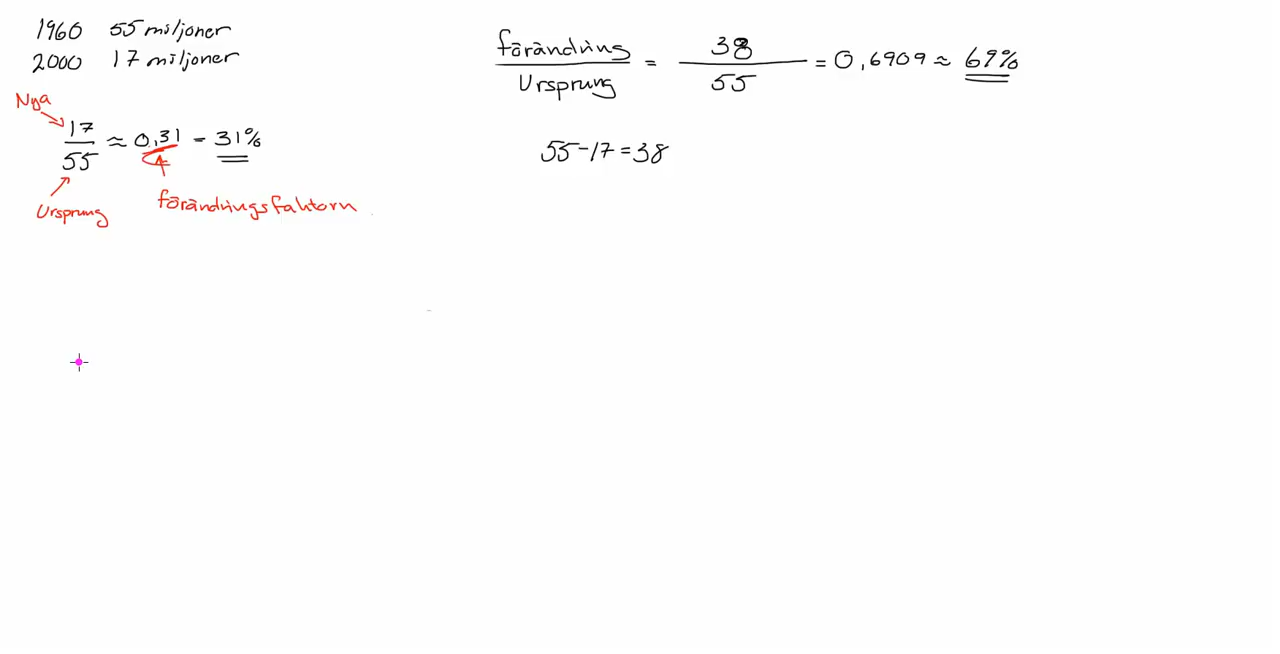 1960 55 miljoner
2000 17 miljoner
Nya
17
55
≈ 0,31 = 31%
Ursprung
förändringsfaktorn
förändring
Ursprung
=
38
55
= 0,6909 ≈ 69%
55-17=38